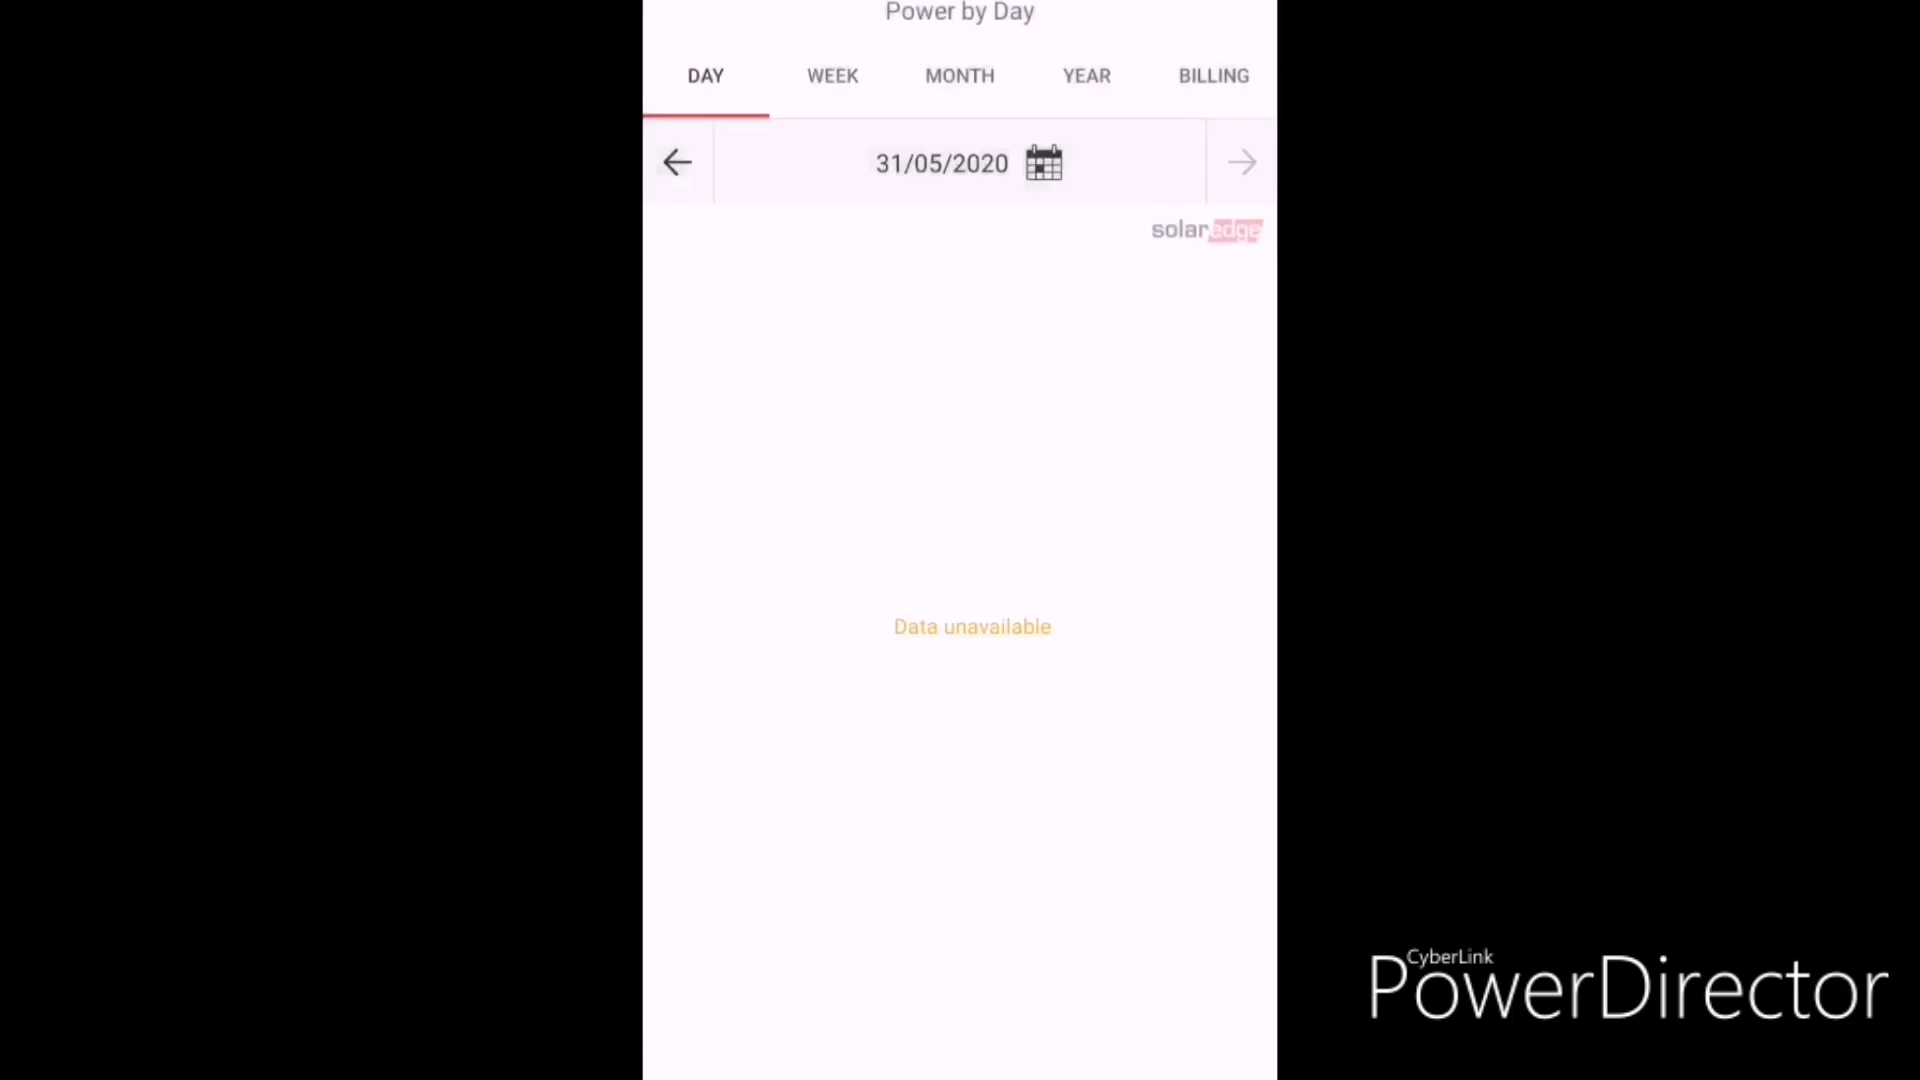 Power by Day
DAY WEEK MONTH YEAR BILLING
31/05/2020
solaredge
Data unavailable
CyberLink
PowerDirector